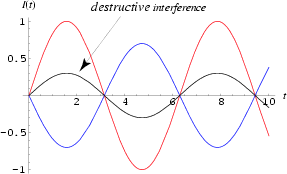 I(t)
destructive interference
1
0.5
2 4 6 8 10 t
−0.5
−1